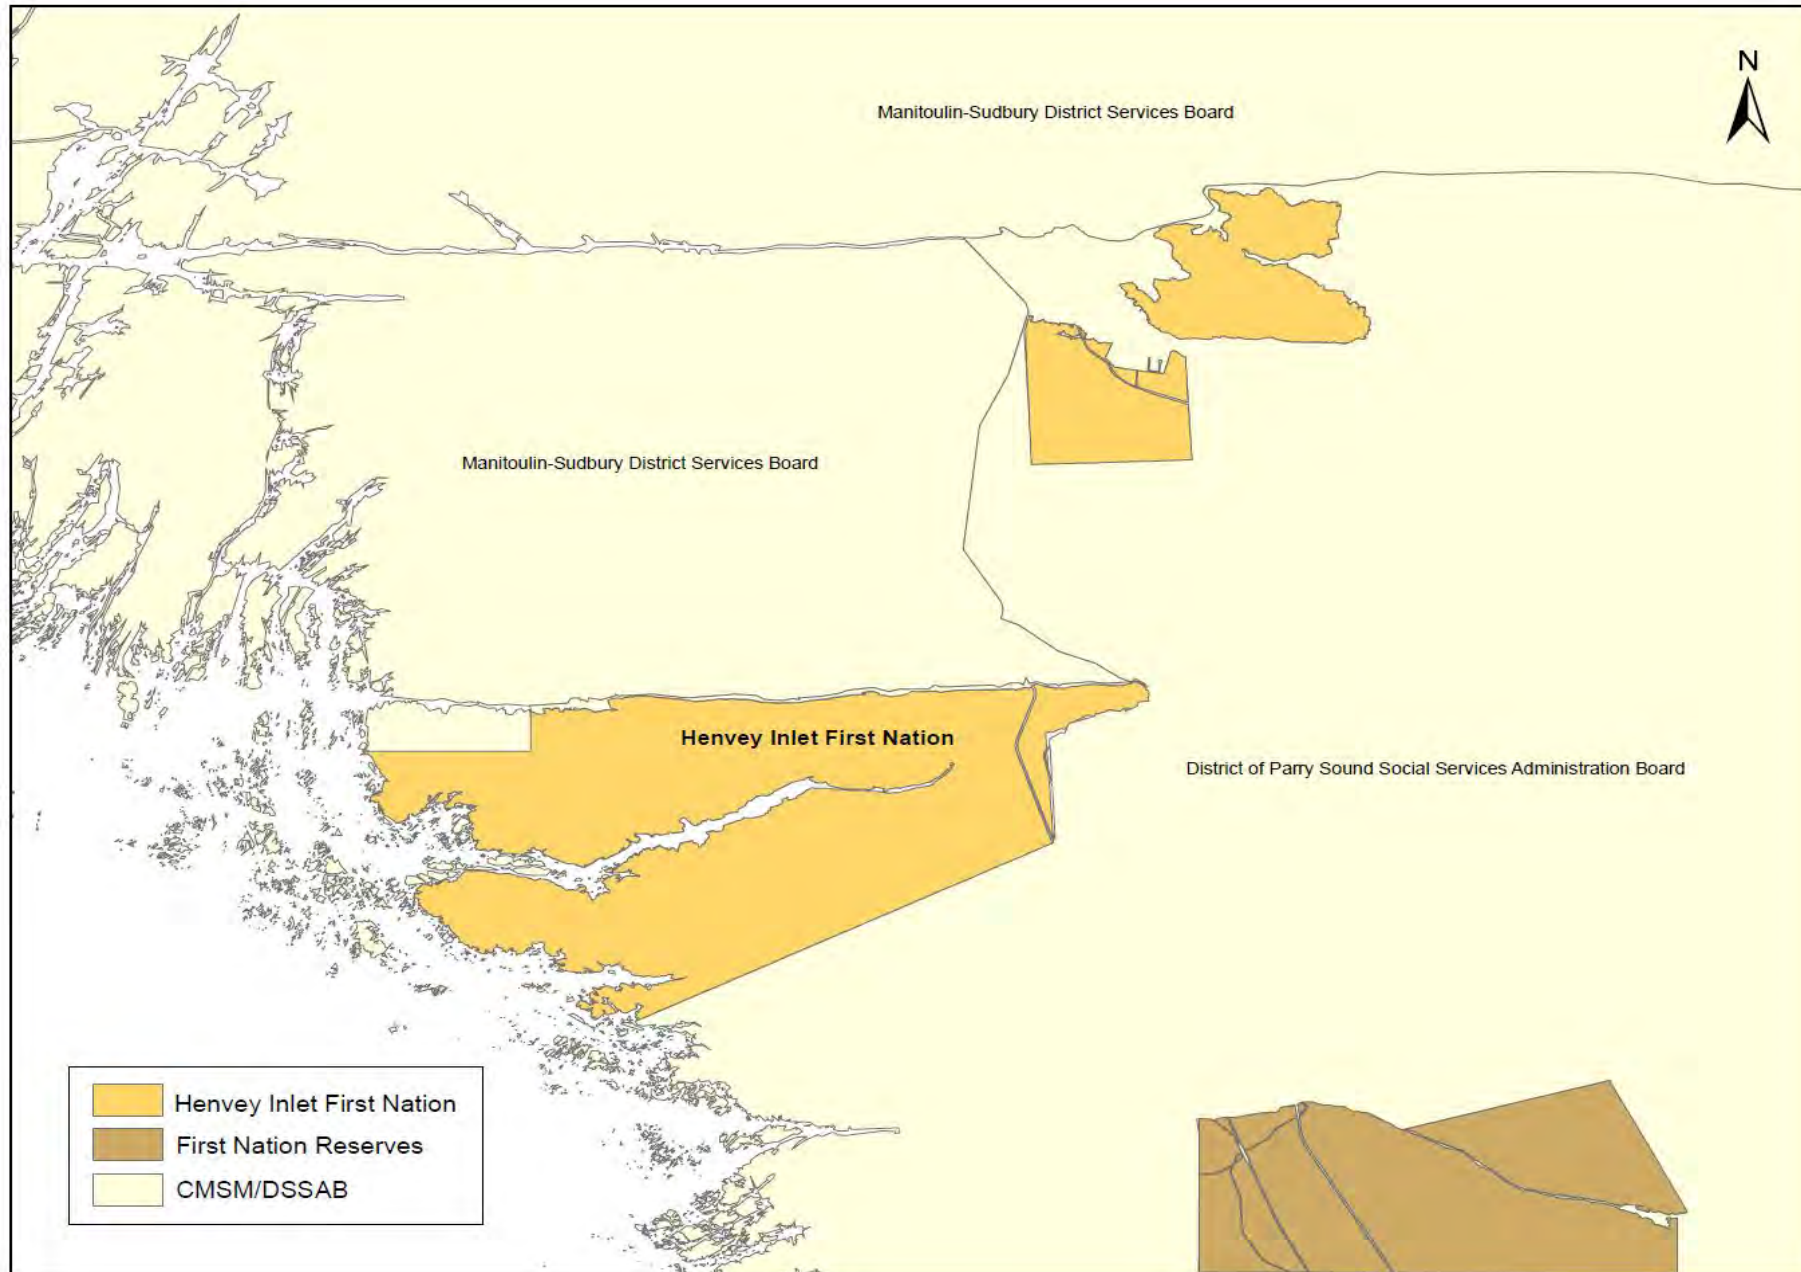 N
Manitoulin-Sudbury District Services Board
Manitoulin-Sudbury District Services Board
Henvey Inlet First Nation
District of Parry Sound Social Services Administration Board
Henvey Inlet First Nation
First Nation Reserves
CMSM/DSSAB